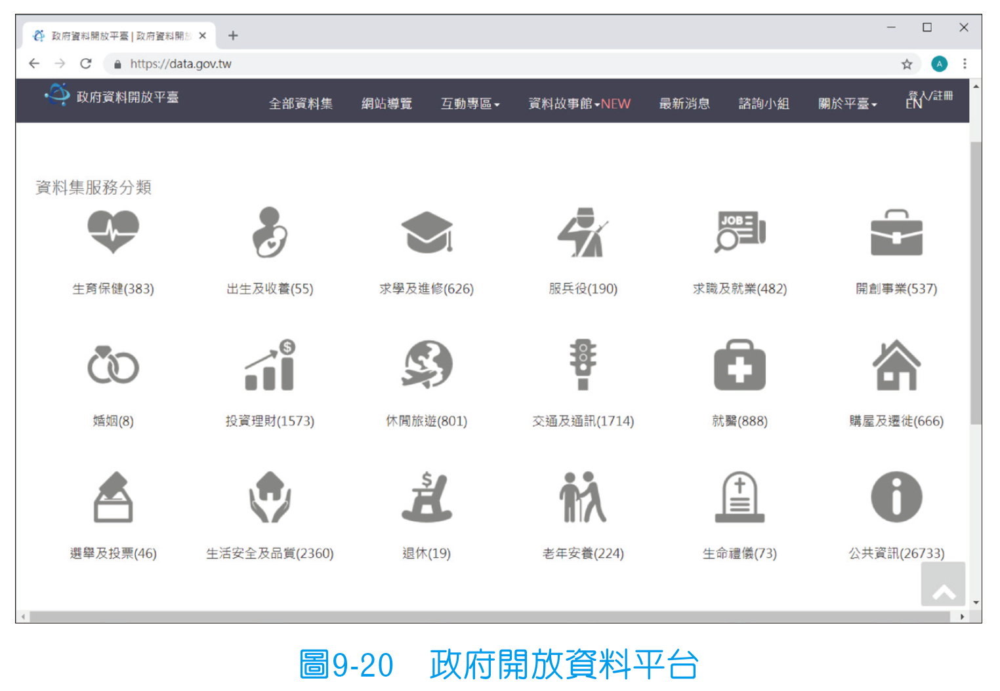 政府資料開放平臺 | 政府資料開放
https://data.gov.tw
A
政府資料開放平臺
全部資料集 網站導覽 互動專區 資料故事館 NEW 最新消息 諮詢小組 關於平臺 登入/註冊
EN
資料集服務分類
JOB
生育保健(383) 出生及收養(55) 求學及進修(626) 服兵役(190) 求職及就業(482) 開創事業(537)
$
婚姻(8) 投資理財(1573) 休閒旅遊(801) 交通及通訊(1714) 就醫(888) 購屋及遷徙(666)
$
選舉及投票(46) 生活安全及品質(2360) 退休(19) 老年安養(224) 生命禮儀(73) 公共資訊(26733)
圖9-20 政府開放資料平台